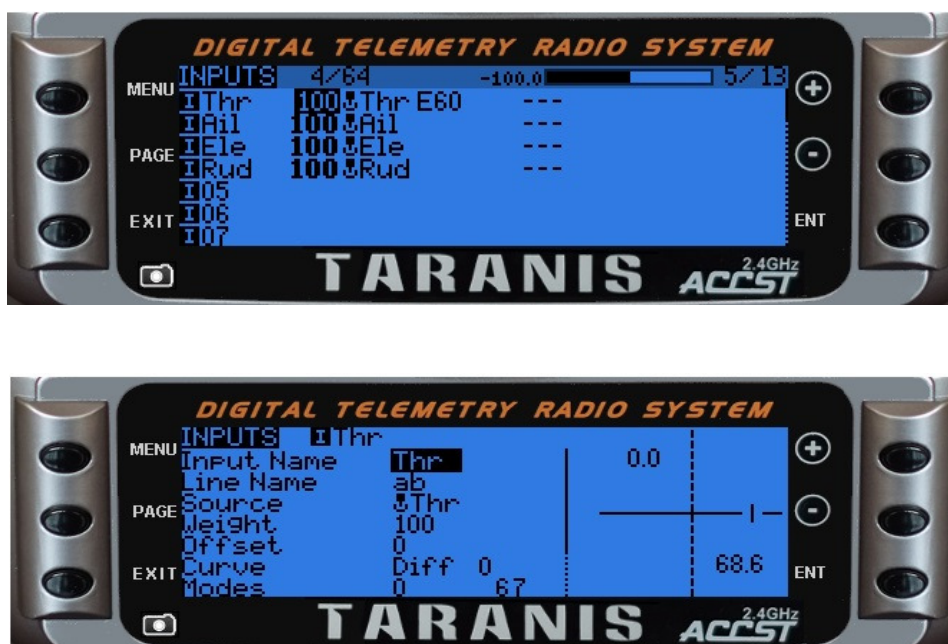 DIGITAL TELEMETRY RADIO SYSTEM
MENU INPUTS 4/64 -100.0 5/13 +
I Thr 100 Thr E60 ---
I Ail 100 Ail ---
PAGE I Ele 100 Ele --- -
I Rud 100 Rud ---
I 05
EXIT I 06 ENT
I 07
TARANIS ACCST 2.4GHz
DIGITAL TELEMETRY RADIO SYSTEM
MENU INPUTS I Thr +
Input Name Thr 0.0
Line Name ab
PAGE Source Thr -
Weight 100
Offset 0
EXIT Curve Diff 0 68.6 ENT
Modes 0 67
TARANIS ACCST 2.4GHz